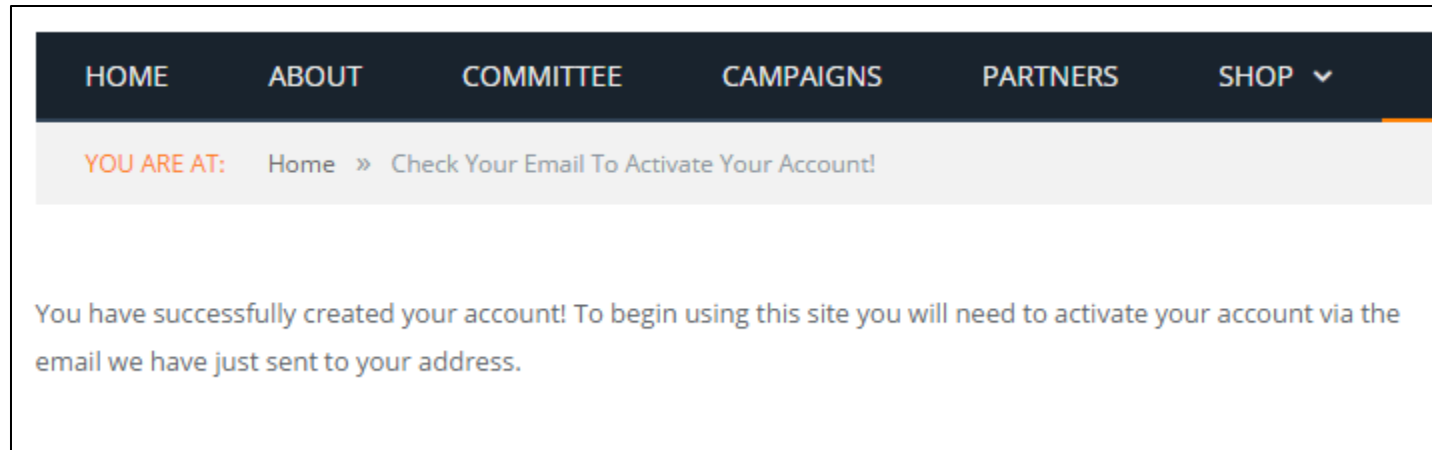 HOME ABOUT COMMITTEE CAMPAIGNS PARTNERS SHOP
YOU ARE AT: Home » Check Your Email To Activate Your Account!
You have successfully created your account! To begin using this site you will need to activate your account via the
email we have just sent to your address.